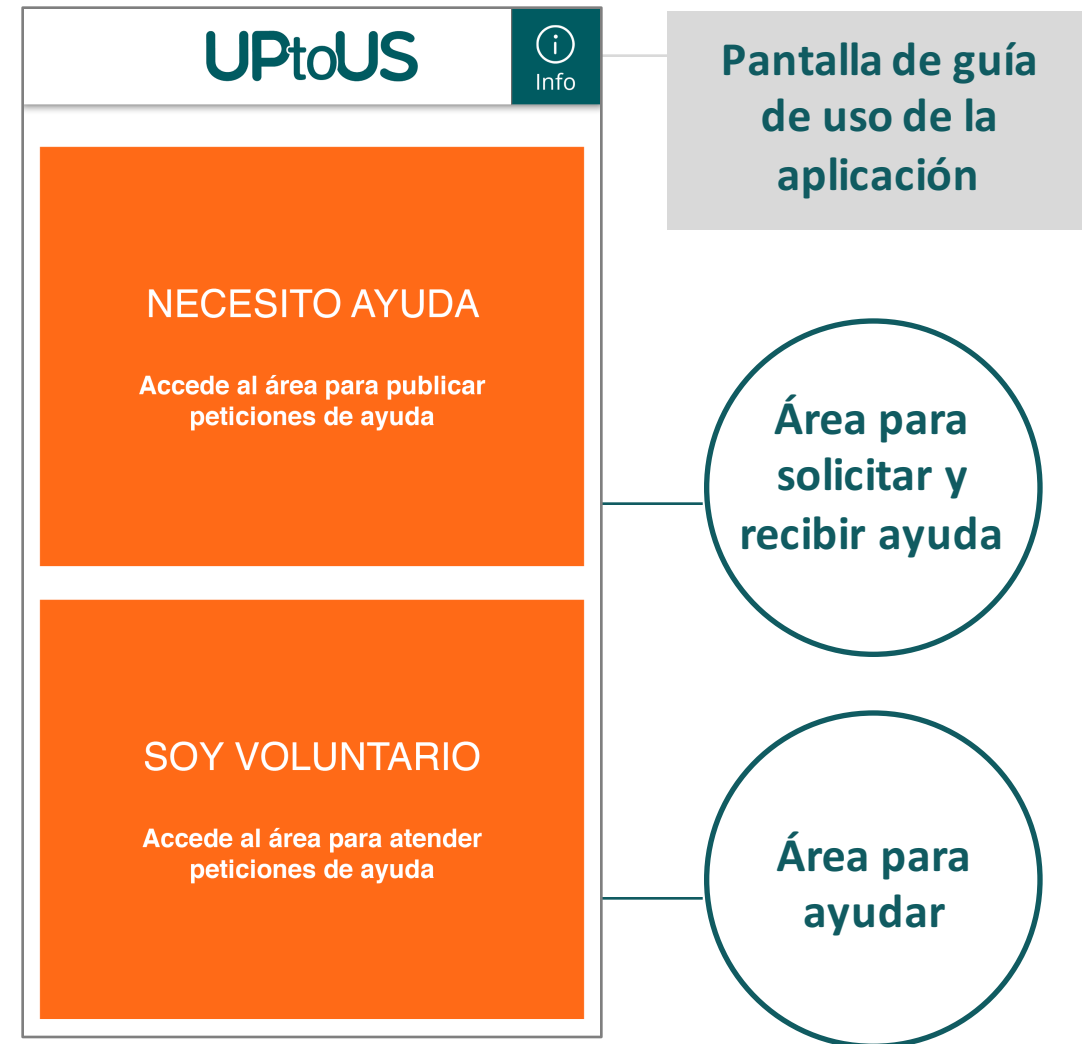 UPtoUS
Info
Pantalla de guía
de uso de la
aplicación
NECESITO AYUDA
Accede al área para publicar
peticiones de ayuda
Área para
solicitar y
recibir ayuda
SOY VOLUNTARIO
Accede al área para atender
peticiones de ayuda
Área para
ayudar